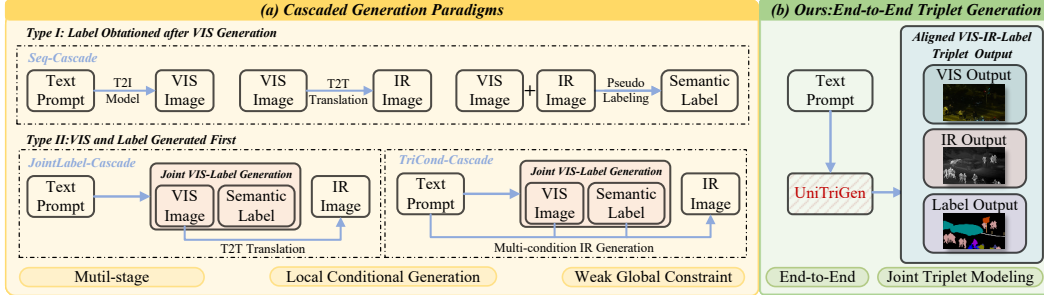 (a) Cascaded Generation Paradigms
Type I: Label Obtationed after VIS Generation
Seq-Cascade
Text Prompt
T2I Model
VIS Image
VIS Image
T2T Translation
IR Image
VIS Image
+
IR Image
Pseudo Labeling
Semantic Label
Type II:VIS and Label Generated First
JointLabel-Cascade
Text Prompt
Joint VIS-Label Generation
VIS Image
Semantic Label
IR Image
T2T Translation
TriCond-Cascade
Text Prompt
Joint VIS-Label Generation
VIS Image
Semantic Label
IR Image
Multi-condition IR Generation
Mutil-stage
Local Conditional Generation
Weak Global Constraint
(b) Ours:End-to-End Triplet Generation
Text Prompt
UniTriGen
Aligned VIS-IR-Label
Triplet Output
VIS Output
IR Output
Label Output
End-to-End
Joint Triplet Modeling